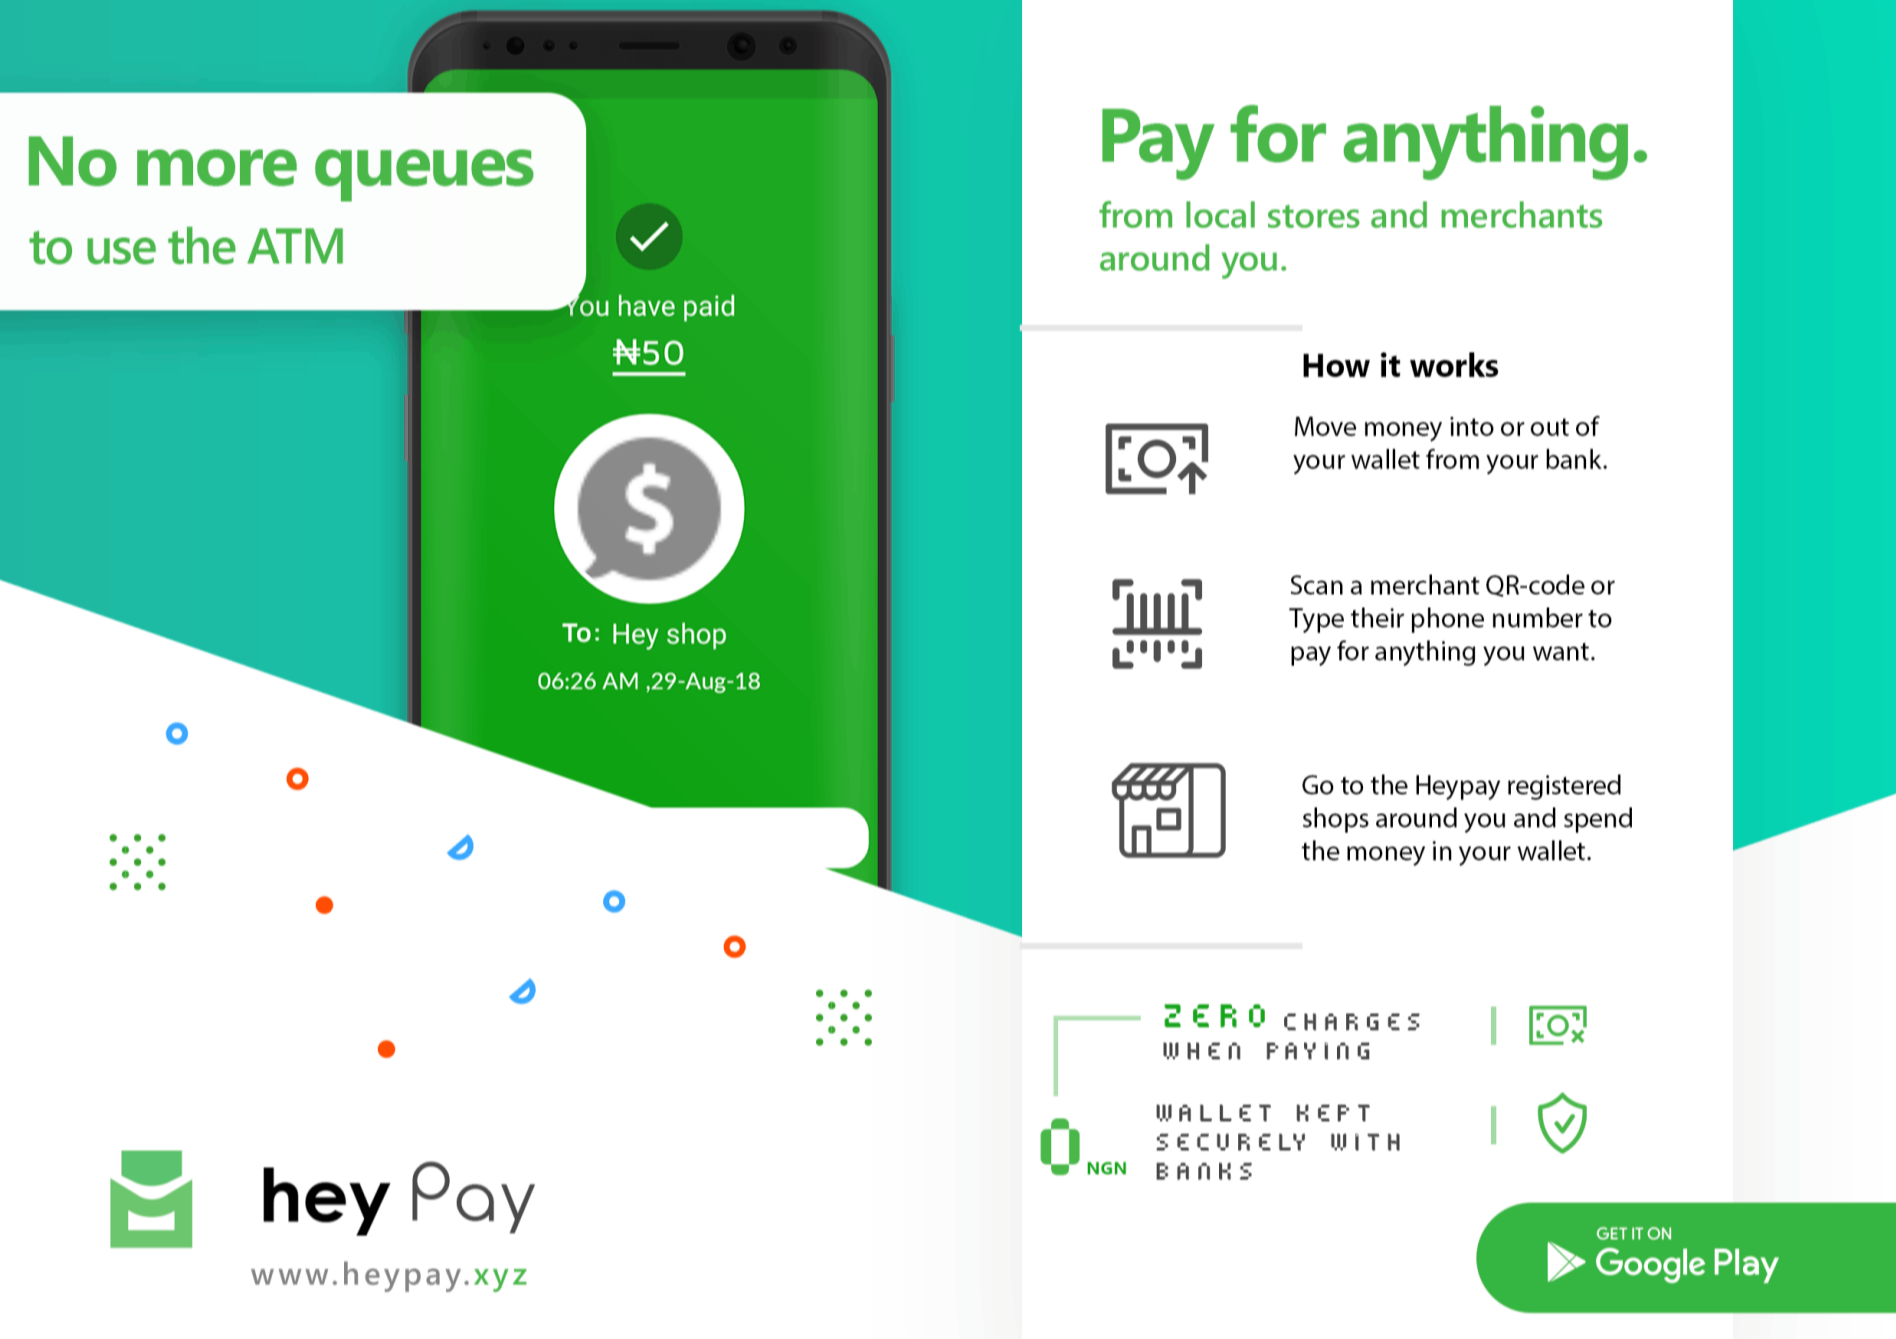 No more queues
to use the ATM
You have paid
₦50
$
To: Hey shop
06:26 AM ,29-Aug-18
hey Pay
www.heypay.xyz
Pay for anything.
from local stores and merchants
around you.
How it works
Move money into or out of
your wallet from your bank.
Scan a merchant QR-code or
Type their phone number to
pay for anything you want.
Go to the Heypay registered
shops around you and spend
the money in your wallet.
ZERO CHARGES
WHEN PAYING
0 NGN
WALLET KEPT
SECURELY WITH
BANKS
GET IT ON
Google Play